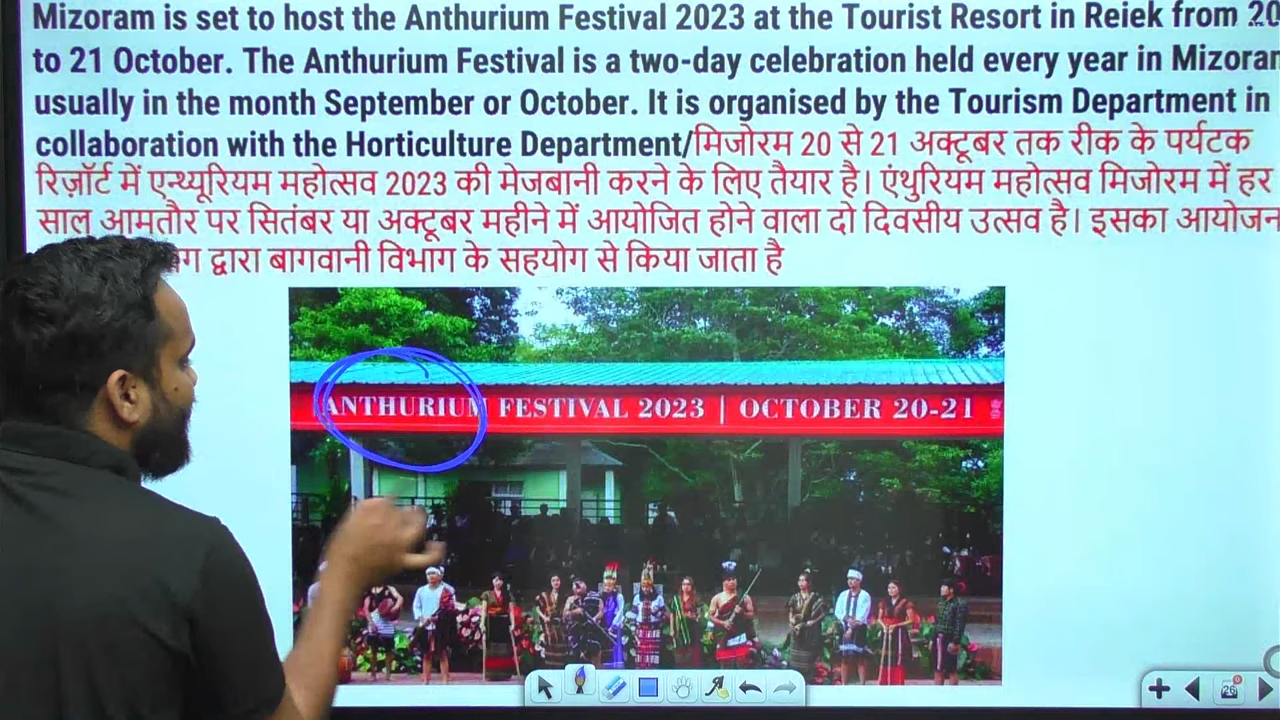 Mizoram is set to host the Anthurium Festival 2023 at the Tourist Resort in Reiek from 20
to 21 October. The Anthurium Festival is a two-day celebration held every year in
usually in the month September or October. It is organised by the Tourism Department in
collaboration with the Horticulture Department/मिजोरम 20 से 21 अक्टूबर तक रीक के पर्यटक
रिज़ॉर्ट में एन्थ्यूरियम महोत्सव 2023 की मेजबानी करने के लिए तैयार है। एंथुरियम महोत्सव मिजोरम में हर
साल आमतौर पर सितंबर या अक्टूबर महीने में आयोजित होने वाला दो दिवसीय उत्सव है। इसका आयोजन
द्वारा बागवानी विभाग के सहयोग से किया जाता है
ANTHURIUM FESTIVAL 2023 | OCTOBER 20-21